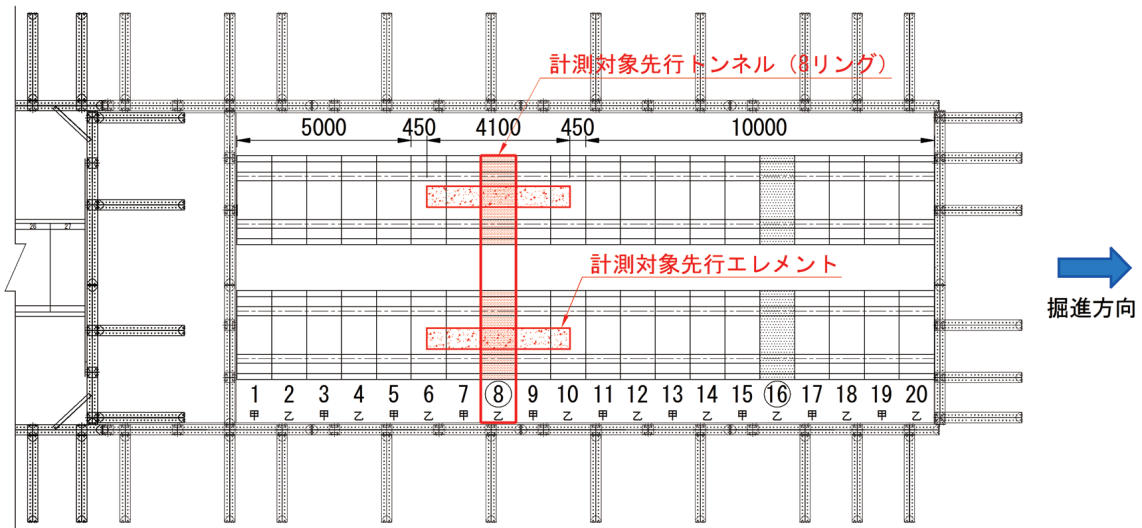 計測対象先行トンネル（8リング）
5000 450 4100 450 10000
26 27
計測対象先行エレメント
掘進方向
1 2 3 4 5 6 7 ⑧ 9 10 11 12 13 14 15 ⑯ 17 18 19 20
甲 乙 甲 乙 甲 乙 甲 乙 甲 乙 甲 乙 甲 乙 甲 乙 甲 乙 甲 乙